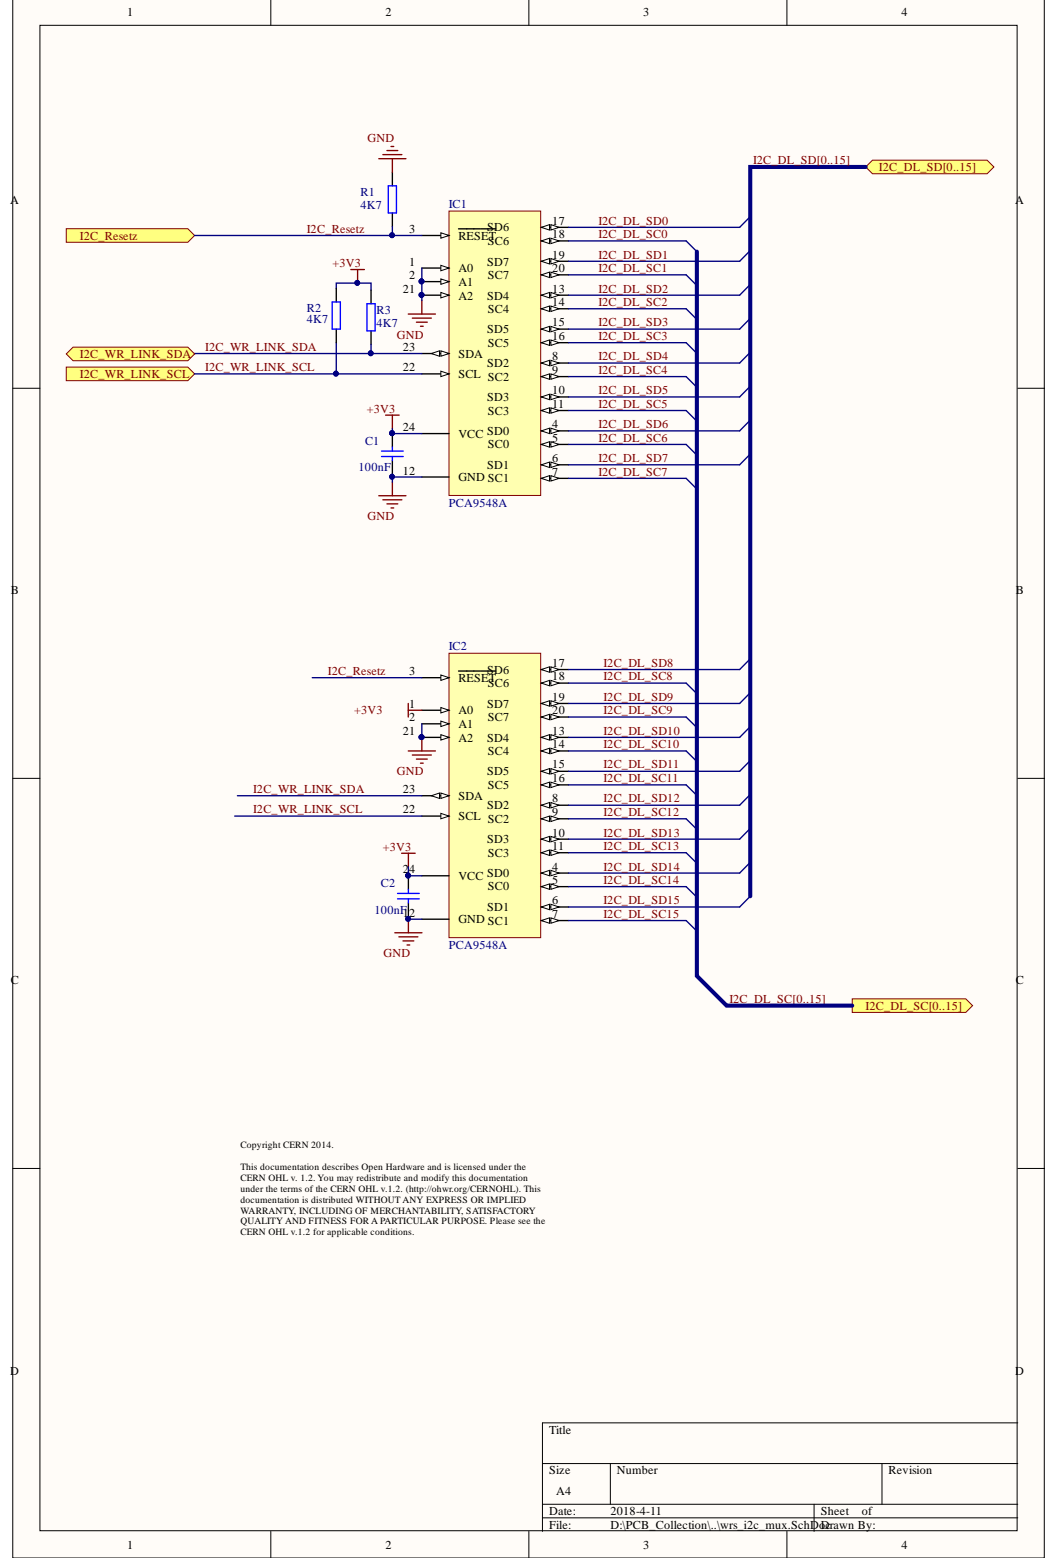 1 2 3 4
GND
I2C_DL_SD[0..15] I2C_DL_SD[0..15]
A A
R1
4K7
IC1
I2C_Resetz I2C_Resetz 3 RESET SD6 17 I2C_DL_SD0
SC6 18 I2C_DL_SC0
+3V3 1 A0 SD7 19 I2C_DL_SD1
2 A1 SC7 20 I2C_DL_SC1
21 A2 SD4 13 I2C_DL_SD2
R2 R3 SC4 14 I2C_DL_SC2
4K7 4K7 GND SD5 15 I2C_DL_SD3
SC5 16 I2C_DL_SC3
I2C_WR_LINK_SDA I2C_WR_LINK_SDA 23 SDA SD2 8 I2C_DL_SD4
I2C_WR_LINK_SCL I2C_WR_LINK_SCL 22 SCL SC2 9 I2C_DL_SC4
SD3 10 I2C_DL_SD5
+3V3 SC3 11 I2C_DL_SC5
24 VCC SD0 4 I2C_DL_SD6
C1 SC0 5 I2C_DL_SC6
100nF SD1 6 I2C_DL_SD7
12 GND SC1 7 I2C_DL_SC7
GND PCA9548A
B B
IC2
I2C_Resetz 3 RESET SD6 17 I2C_DL_SD8
SC6 18 I2C_DL_SC8
+3V3 1 A0 SD7 19 I2C_DL_SD9
2 A1 SC7 20 I2C_DL_SC9
21 A2 SD4 13 I2C_DL_SD10
SC4 14 I2C_DL_SC10
GND SD5 15 I2C_DL_SD11
SC5 16 I2C_DL_SC11
I2C_WR_LINK_SDA 23 SDA SD2 8 I2C_DL_SD12
I2C_WR_LINK_SCL 22 SCL SC2 9 I2C_DL_SC12
SD3 10 I2C_DL_SD13
+3V3 SC3 11 I2C_DL_SC13
24 VCC SD0 4 I2C_DL_SD14
C2 SC0 5 I2C_DL_SC14
100nF SD1 6 I2C_DL_SD15
12 GND SC1 7 I2C_DL_SC15
GND PCA9548A
C C
I2C_DL_SC[0..15] I2C_DL_SC[0..15]
Copyright CERN 2014.
This documentation describes Open Hardware and is licensed under the
CERN OHL v. 1.2. You may redistribute and modify this documentation
under the terms of the CERN OHL v.1.2. (http://ohwr.org/CERNOHL). This
documentation is distributed WITHOUT ANY EXPRESS OR IMPLIED
WARRANTY, INCLUDING OF MERCHANTABILITY, SATISFACTORY
QUALITY AND FITNESS FOR A PARTICULAR PURPOSE. Please see the
CERN OHL v.1.2 for applicable conditions.
D D
Title
Size Number Revision
A4
Date: 2018-4-11 Sheet of
File: D:\PCB_Collection\..\wrs_i2c_mux.SchDoc Drawn By:
1 2 3 4